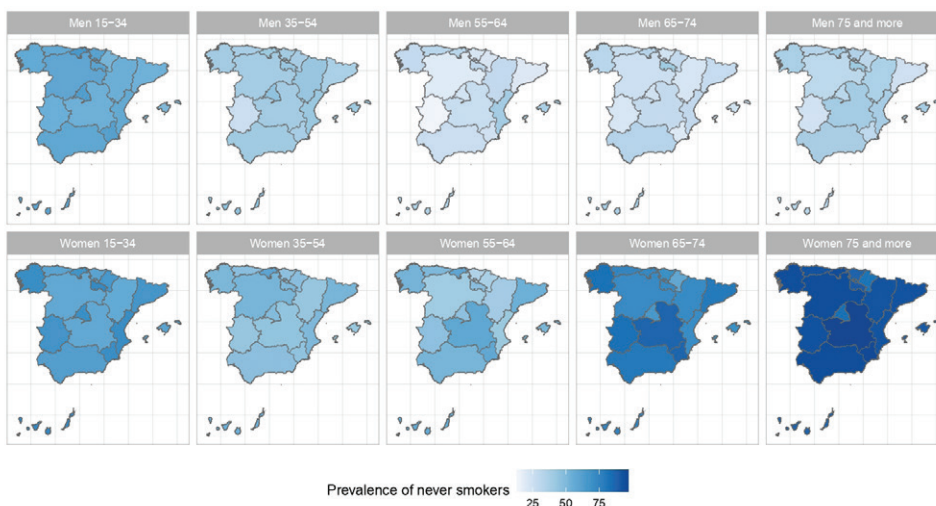 Men 15−34
Men 35−54
Men 55−64
Men 65−74
Men 75 and more
Women 15−34
Women 35−54
Women 55−64
Women 65−74
Women 75 and more
Prevalence of never smokers
25 50 75